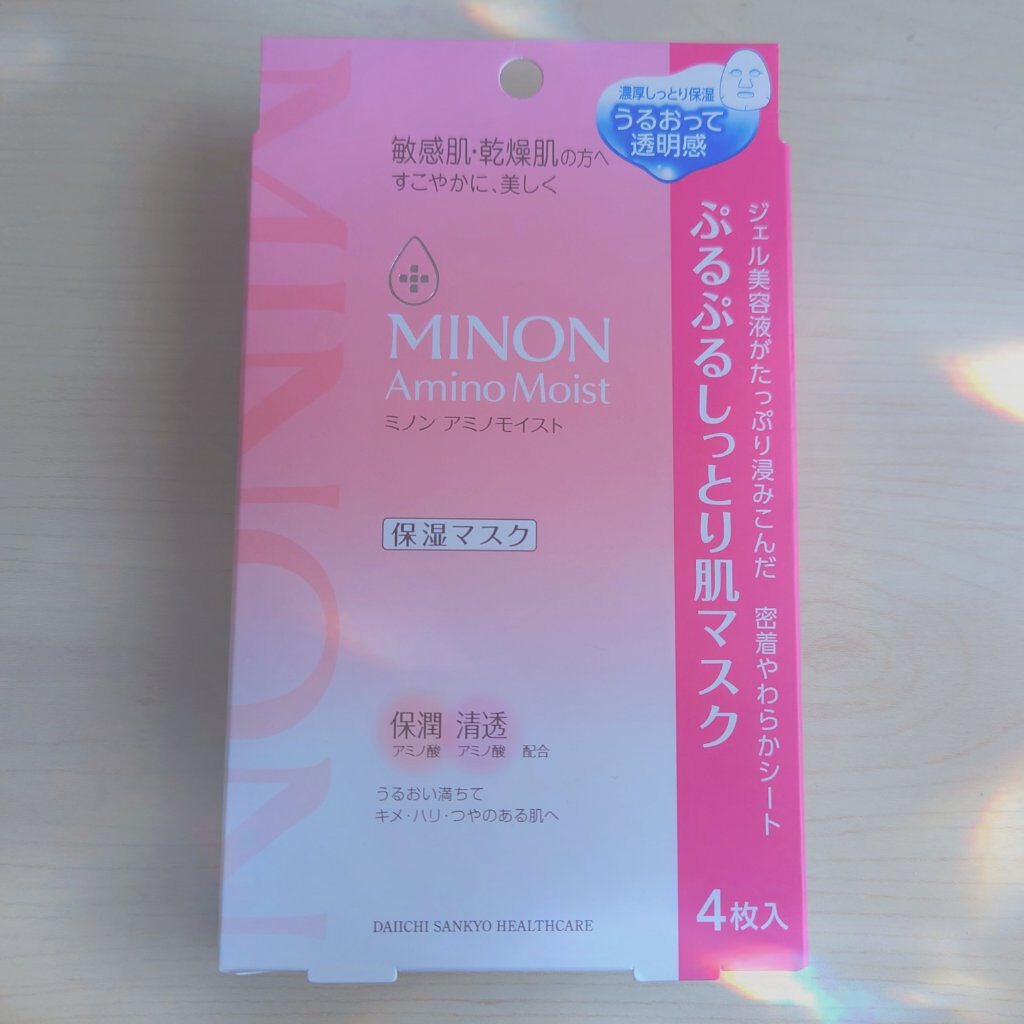 MINON
敏感肌・乾燥肌の方へ
すこやかに、美しく
濃厚しっとり保湿
うるおって
透明感
MINON
Amino Moist
ミノン アミノモイスト
保湿マスク
ジェル美容液がたっぷり浸みこんだ 密着やわらかシート
ぷるぷるしっとり肌マスク
保潤 清透
アミノ酸 アミノ酸 配合
うるおい満ちて
キメ・ハリ・つやのある肌へ
4枚入
DAIICHI SANKYO HEALTHCARE